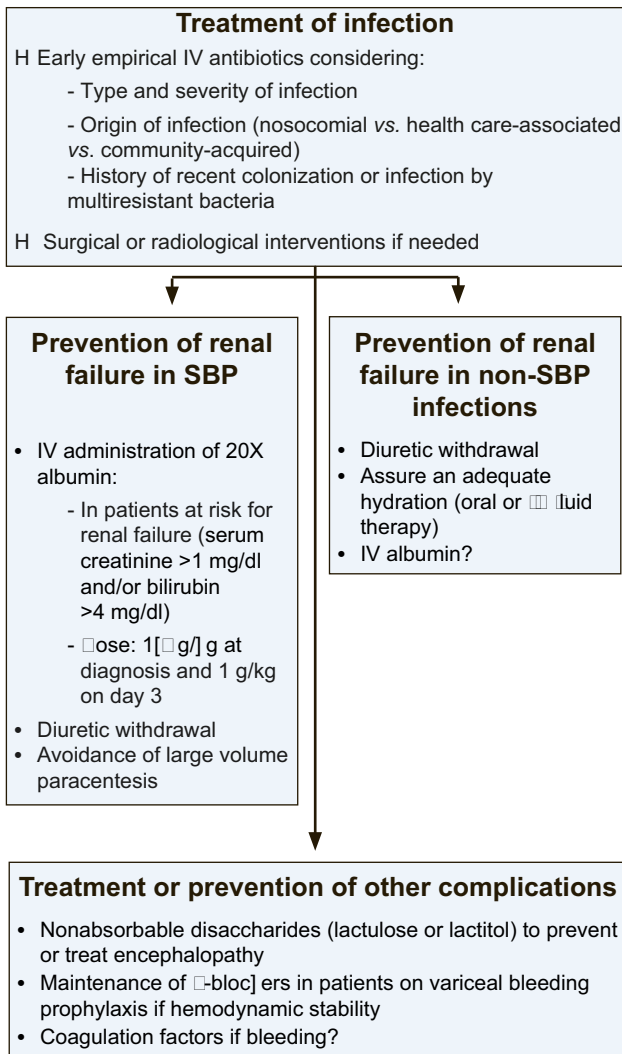 Treatment of infection
H Early empirical IV antibiotics considering:
- Type and severity of infection
- Origin of infection (nosocomial vs. health care-associated
vs. community-acquired)
- History of recent colonization or infection by
multiresistant bacteria
H Surgical or radiological interventions if needed
Prevention of renal
failure in SBP
• IV administration of 20X
albumin:
- In patients at risk for
renal failure (serum
creatinine >1 mg/dl
and/or bilirubin
>4 mg/dl)
- □ose: 1[□ g/] g at
diagnosis and 1 g/kg
on day 3
• Diuretic withdrawal
• Avoidance of large volume
paracentesis
Prevention of renal
failure in non-SBP
infections
• Diuretic withdrawal
• Assure an adequate
hydration (oral or □□ □luid
therapy)
• IV albumin?
Treatment or prevention of other complications
• Nonabsorbable disaccharides (lactulose or lactitol) to prevent
or treat encephalopathy
• Maintenance of □-bloc] ers in patients on variceal bleeding
prophylaxis if hemodynamic stability
• Coagulation factors if bleeding?